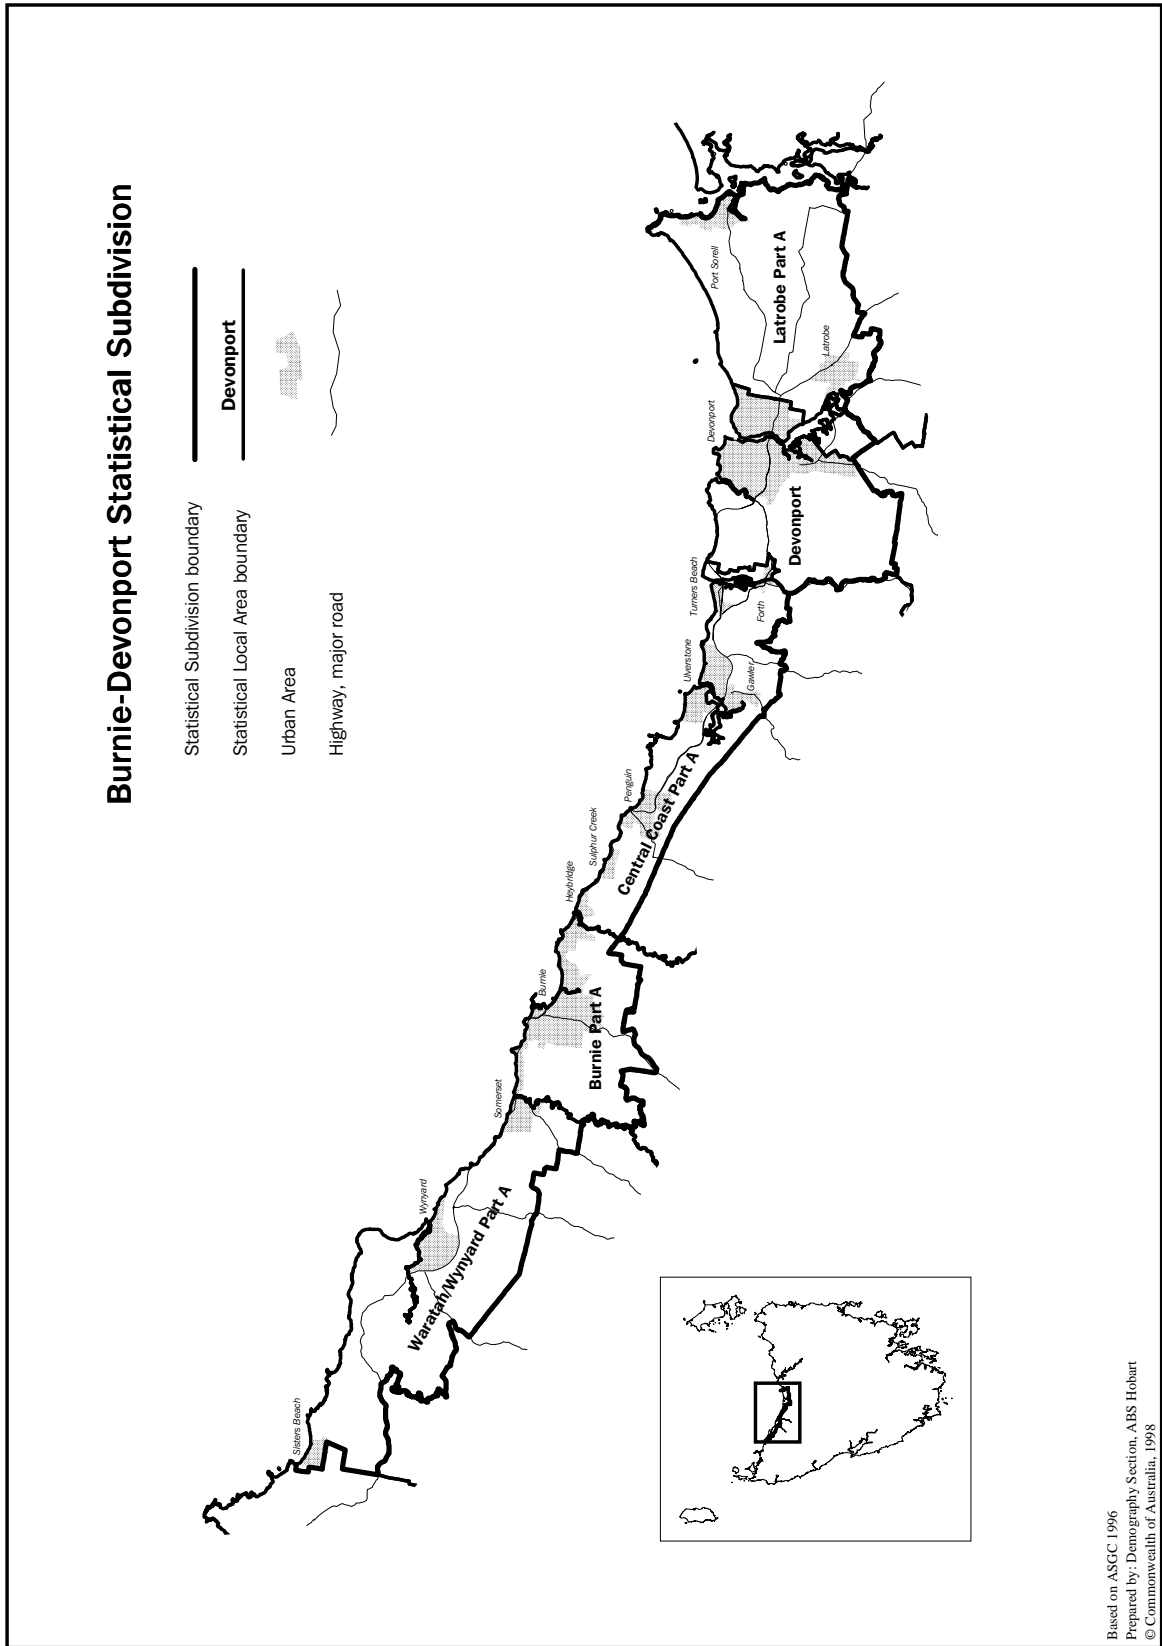 Burnie-Devonport Statistical Subdivision
Statistical Subdivision boundary
Statistical Local Area boundary
Devonport
Urban Area
Highway, major road
Sisters Beach
Wynyard
Waratah/Wynyard Part A
Somerset
Burnie
Burnie Part A
Heybridge
Sulphur Creek
Penguin
Central Coast Part A
Ulverstone
Gawler
Turners Beach
Forth
Devonport
Devonport
Latrobe
Port Sorell
Latrobe Part A
Based on ASGC 1996
Prepared by: Demography Section, ABS Hobart
© Commonwealth of Australia, 1998